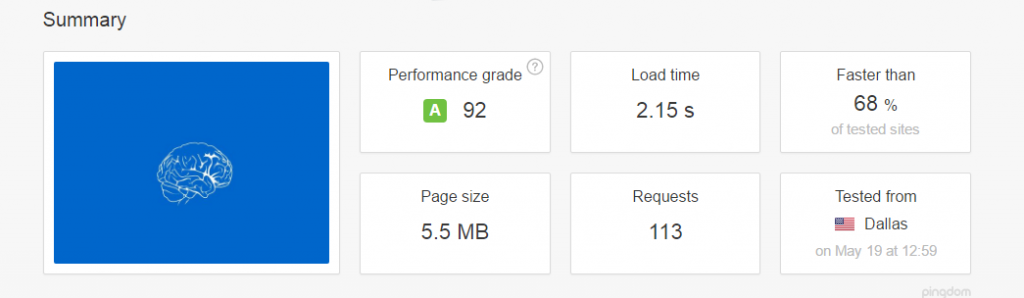 Summary
Performance grade ?
A 92
Load time
2.15 s
Faster than
68 %
of tested sites
Page size
5.5 MB
Requests
113
Tested from
Dallas
on May 19 at 12:59
pingdom